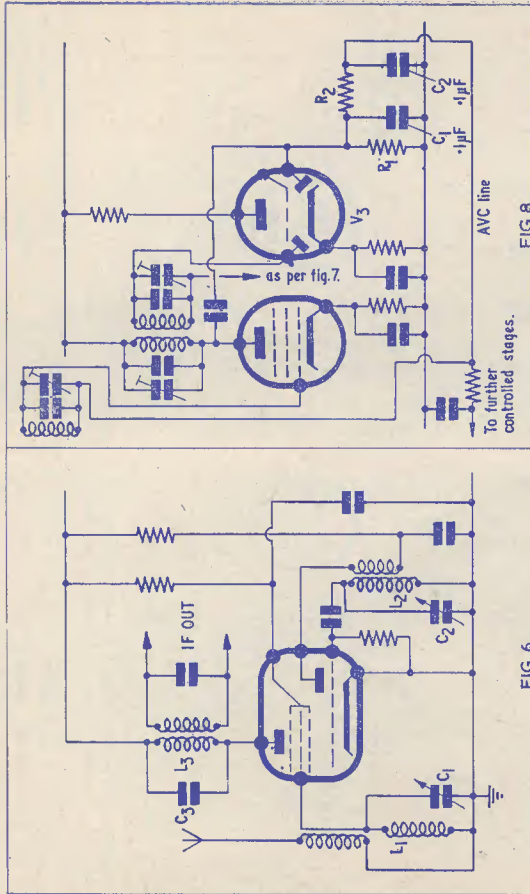 C3
L3
IF OUT
L1
C1
L2
C2
FIG 6
as per fig.7.
V3
R2
R1
C1
·1µF
C2
·1µF
To further
controlled stages.
AVC line
FIG 8